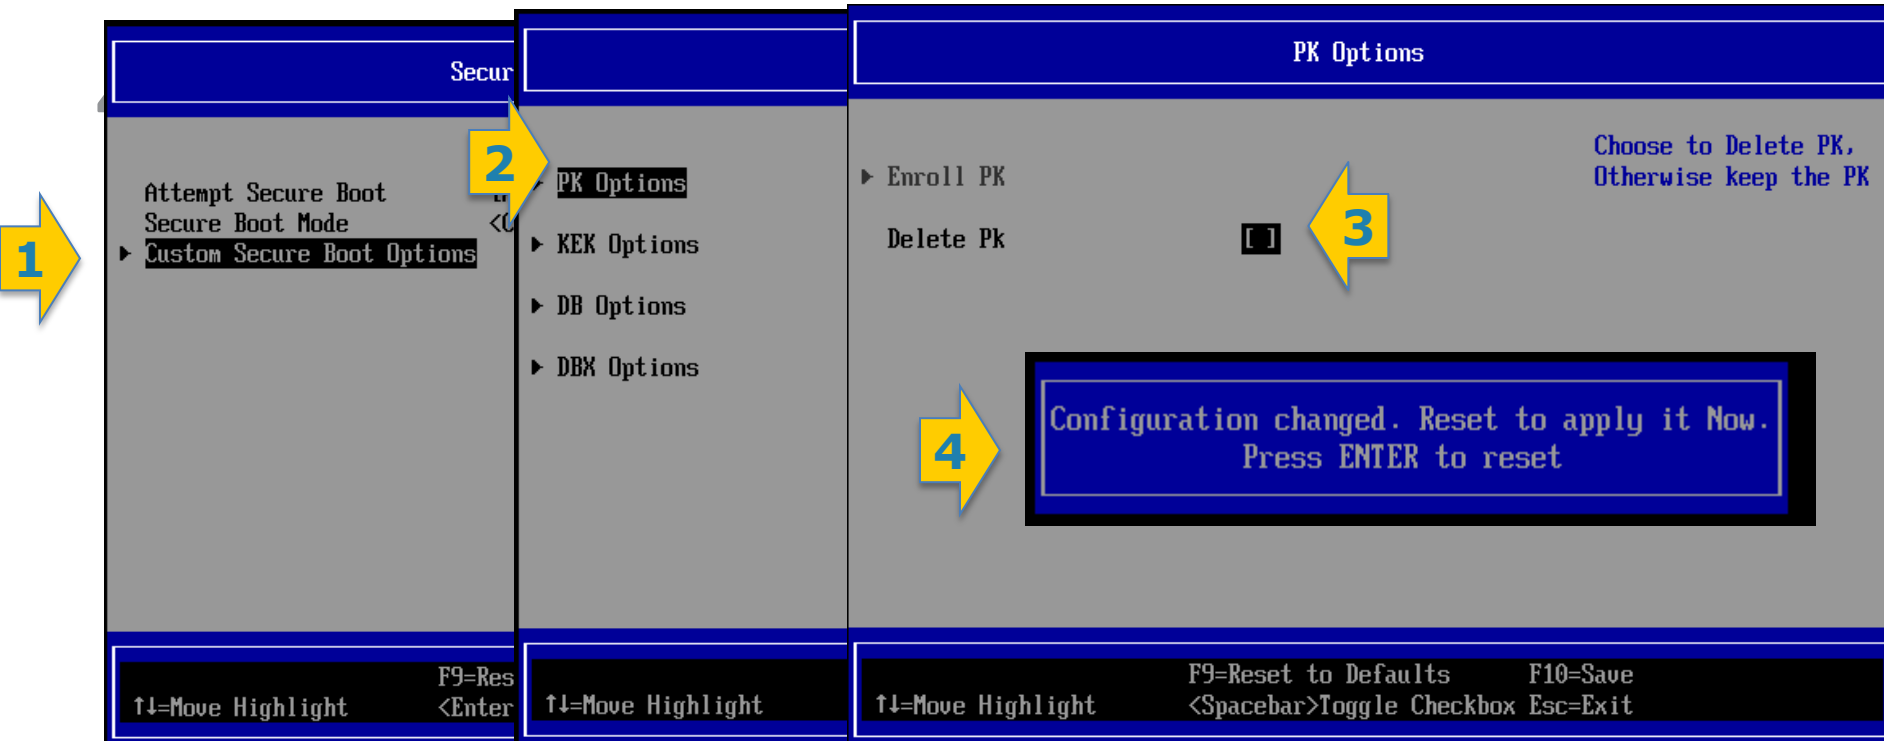 Secur
Attempt Secure Boot
Secure Boot Mode <
Custom Secure Boot Options
F9=Res
↑↓=Move Highlight <Enter
1
2
PK Options
KEK Options
DB Options
DBX Options
↑↓=Move Highlight
PK Options
Enroll PK
Delete Pk [ ]
3
Choose to Delete PK,
Otherwise keep the PK
4
Configuration changed. Reset to apply it Now.
Press ENTER to reset
F9=Reset to Defaults F10=Save
↑↓=Move Highlight <Spacebar>Toggle Checkbox Esc=Exit